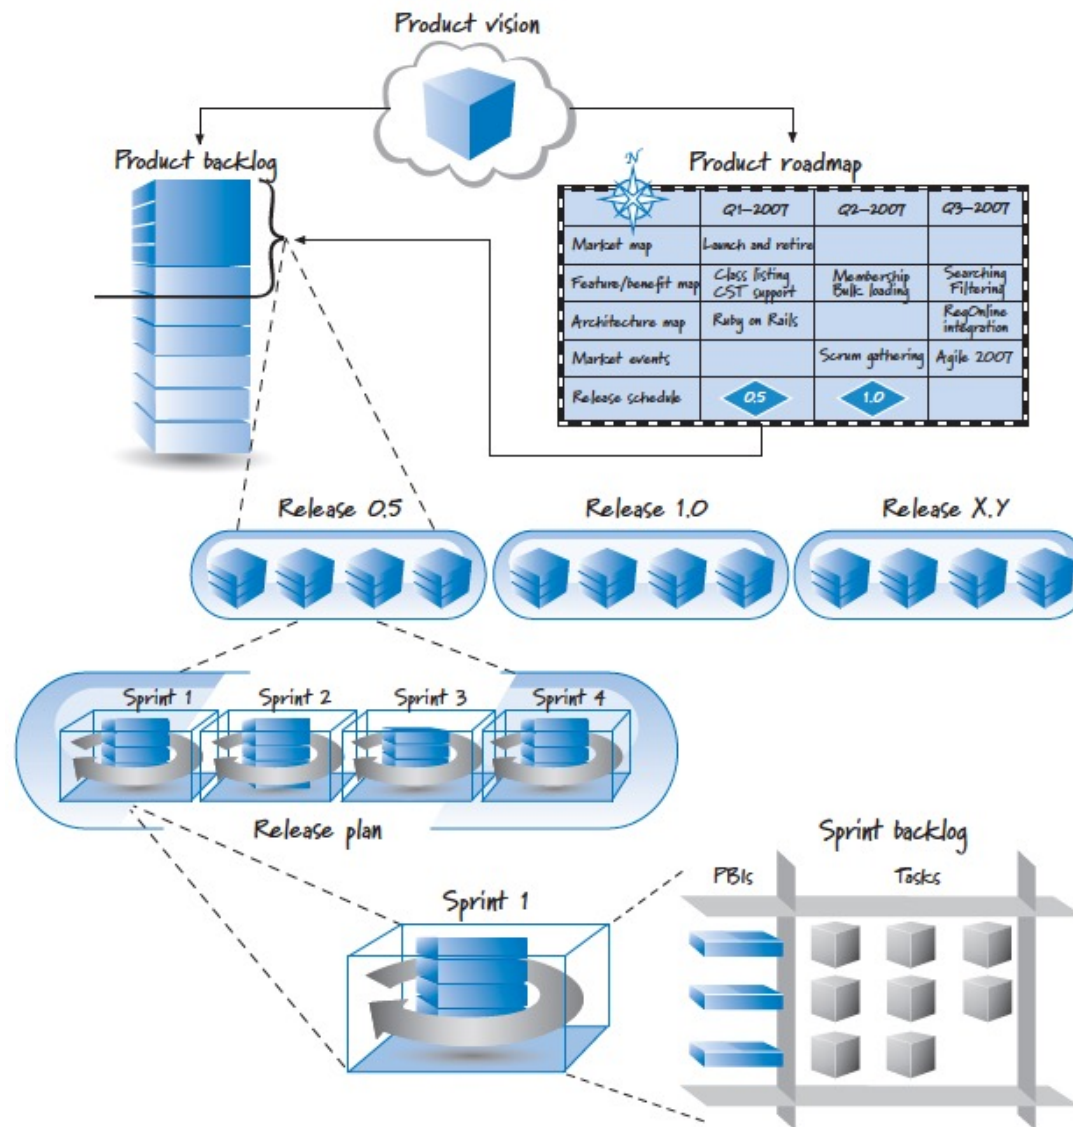 Product vision
Product backlog
Product roadmap
N
Q1–2007 Q2–2007 Q3–2007
Market map Launch and retire
Feature/benefit map Class listing Membership Searching
CST support Bulk loading Filtering
Architecture map Ruby on Rails RegOnline
integration
Market events Scrum gathering Agile 2007
Release schedule 0.5 1.0
Release 0.5 Release 1.0 Release X.Y
Sprint 1 Sprint 2 Sprint 3 Sprint 4
Release plan
Sprint 1
Sprint backlog
PBIs Tasks